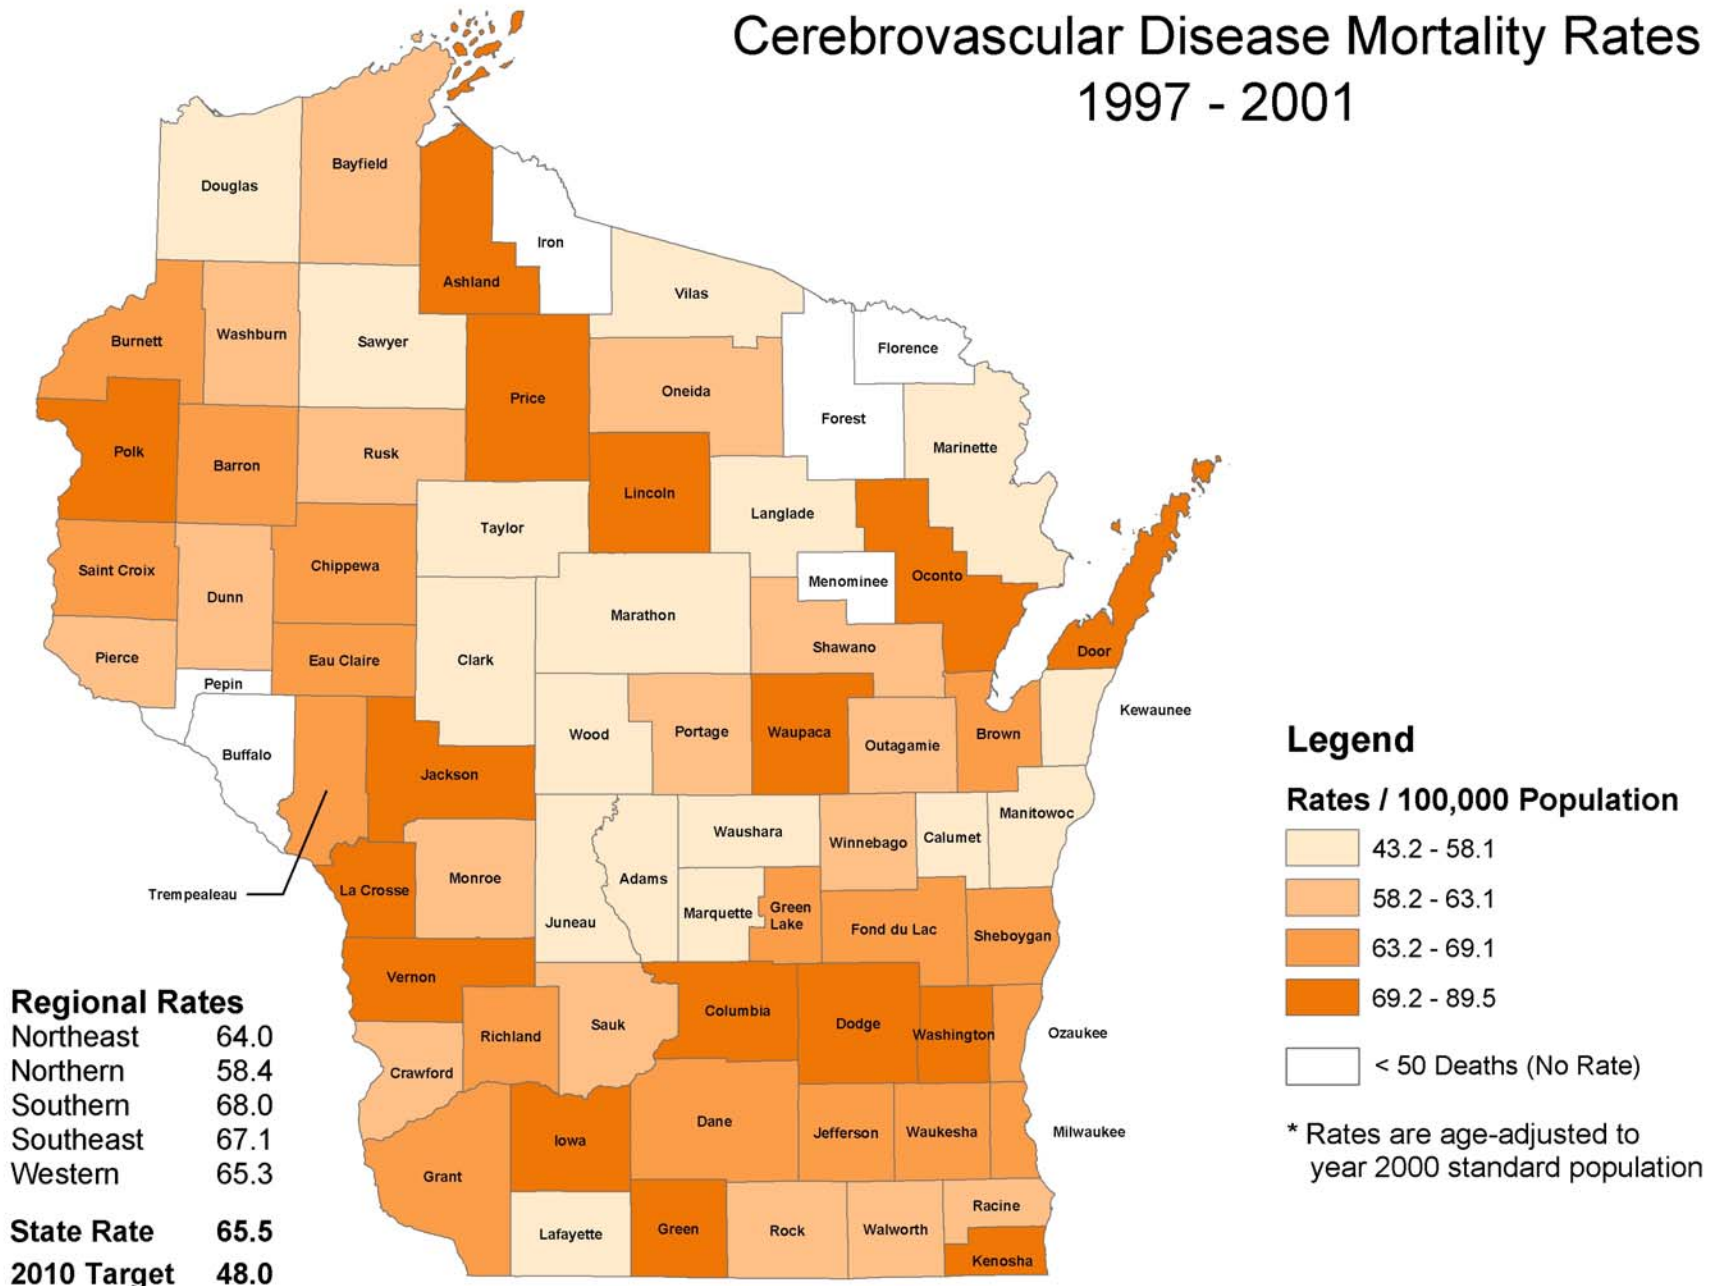 Cerebrovascular Disease Mortality Rates
1997 - 2001
Bayfield
Douglas
Iron
Ashland
Vilas
Washburn
Burnett
Sawyer
Florence
Oneida
Price
Forest
Marinette
Polk
Rusk
Barron
Lincoln
Langlade
Taylor
Chippewa
Saint Croix
Oconto
Menominee
Dunn
Marathon
Shawano
Door
Pierce
Eau Claire
Clark
Pepin
Kewaunee
Portage
Waupaca
Wood
Brown
Outagamie
Buffalo
Jackson
Manitowoc
Waushara
Calumet
Winnebago
Monroe
Adams
La Crosse
Trempealeau
Green
Lake
Marquette
Juneau
Fond du Lac
Sheboygan
Vernon
Columbia
Dodge
Sauk
Washington
Ozaukee
Richland
Crawford
Dane
Milwaukee
Jefferson
Waukesha
Iowa
Grant
Racine
Green
Rock
Walworth
Lafayette
Kenosha
Legend
Rates / 100,000 Population
43.2 - 58.1
58.2 - 63.1
63.2 - 69.1
69.2 - 89.5
< 50 Deaths (No Rate)
* Rates are age-adjusted to
year 2000 standard population
Regional Rates
Northeast 64.0
Northern 58.4
Southern 68.0
Southeast 67.1
Western 65.3
State Rate 65.5
2010 Target 48.0